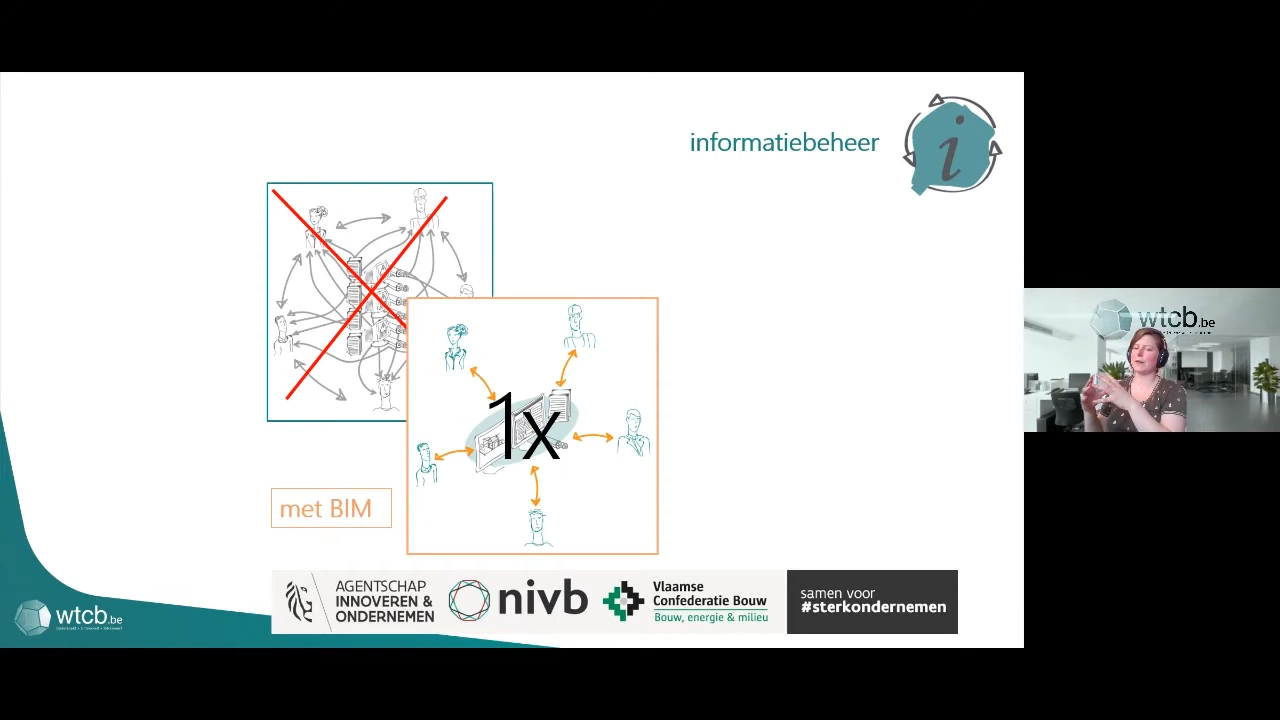 informatiebeheer
i
1x
met BIM
AGENTSCHAP
INNOVEREN &
ONDERNEMEN
nivb
Vlaamse
Confederatie Bouw
Bouw, energie & milieu
samen voor
#sterkondernemen
wtcb.be
wtcb.be